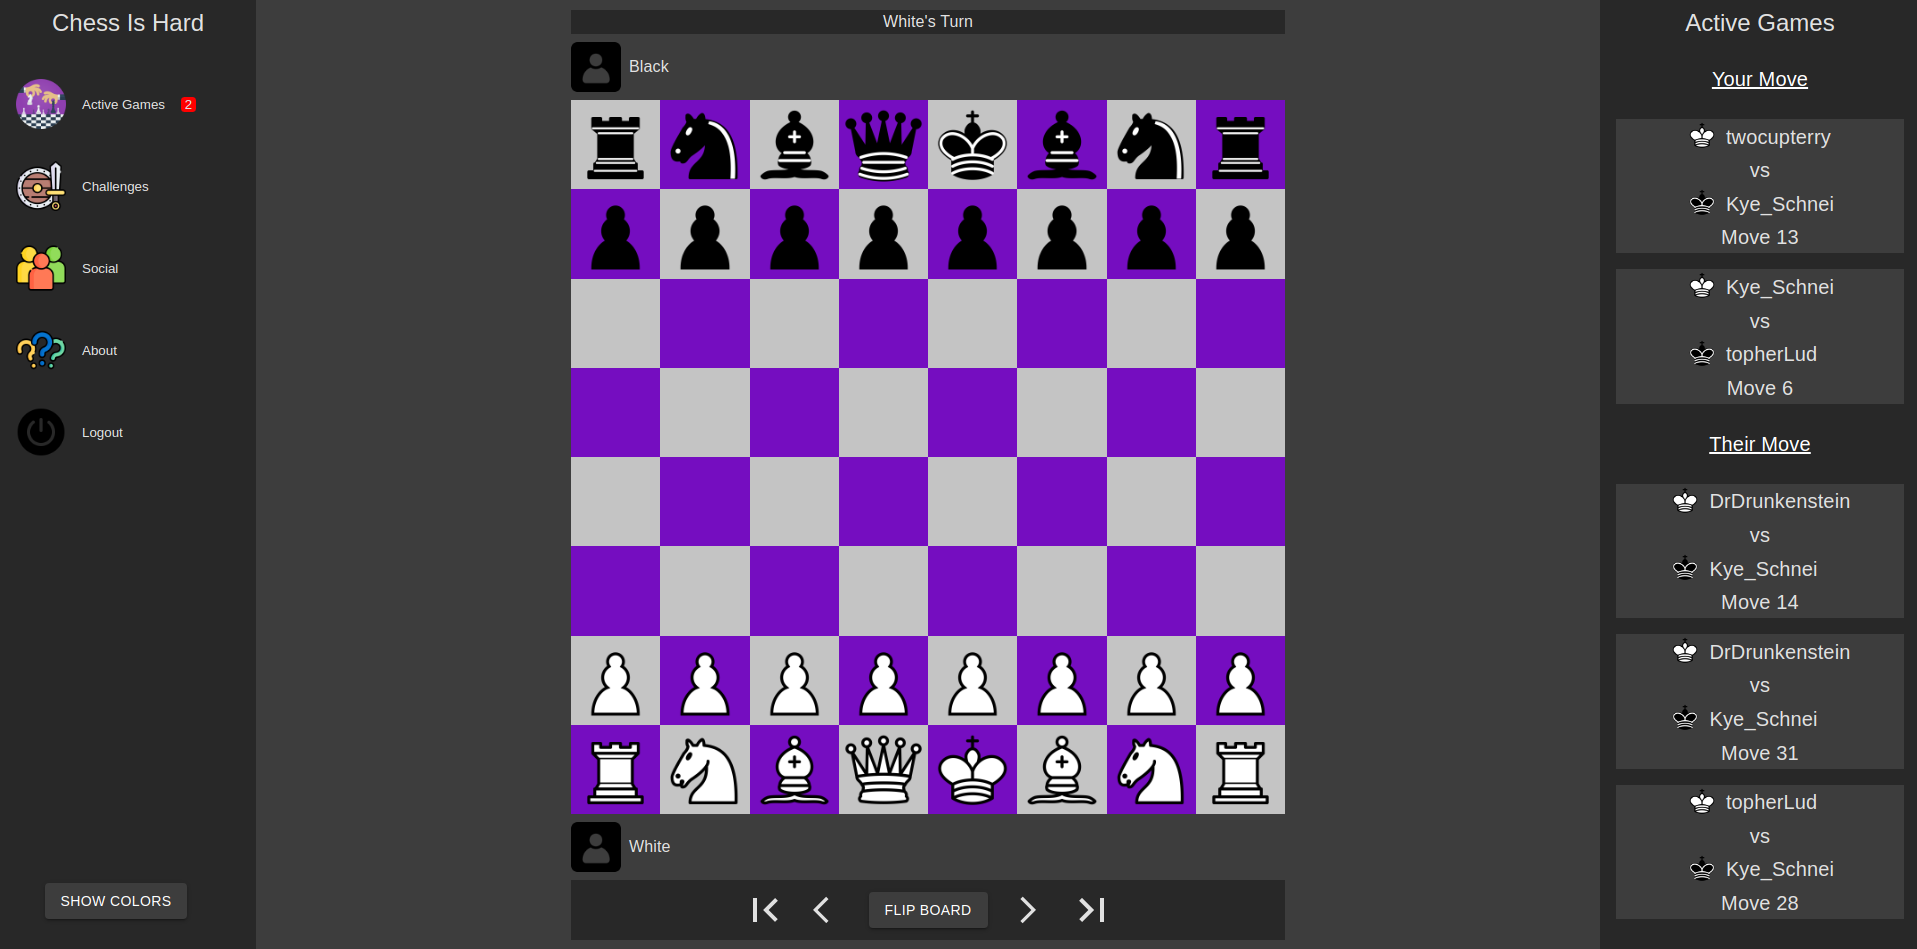 Chess Is Hard
Active Games 2
Challenges
Social
About
Logout
SHOW COLORS
White's Turn
Black
White
FLIP BOARD
Active Games
Your Move
twocupterry
vs
Kye_Schnei
Move 13
Kye_Schnei
vs
topherLud
Move 6
Their Move
DrDrunkenstein
vs
Kye_Schnei
Move 14
DrDrunkenstein
vs
Kye_Schnei
Move 31
topherLud
vs
Kye_Schnei
Move 28